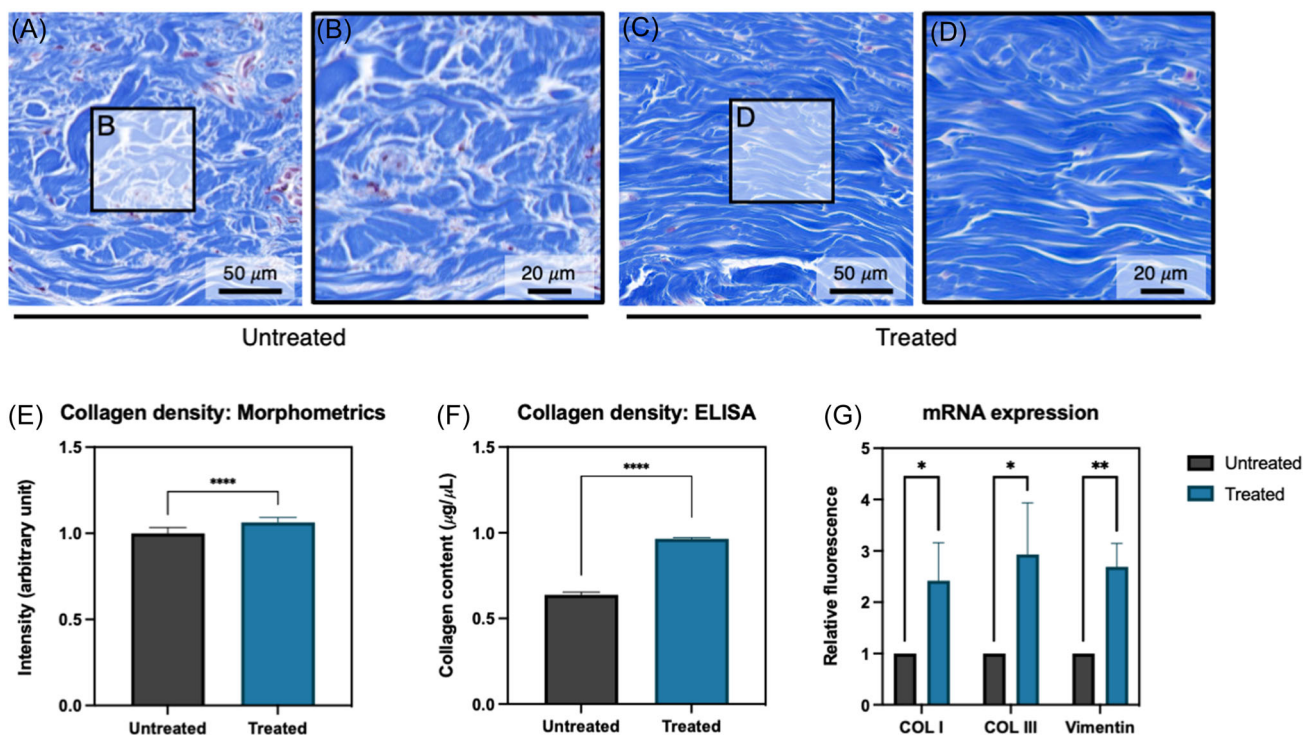 (A)
B
50 μm
(B)
20 μm
(C)
D
50 μm
(D)
20 μm
Untreated
Treated
(E)
Collagen density: Morphometrics
Intensity (arbitrary unit)
1.5
1.0
0.5
0.0
****
Untreated
Treated
(F)
Collagen density: ELISA
Collagen content (μg/μL)
1.5
1.0
0.5
0.0
****
Untreated
Treated
(G)
mRNA expression
Relative fluorescence
5
4
3
2
1
0
*
*
**
COL I
COL III
Vimentin
Untreated
Treated